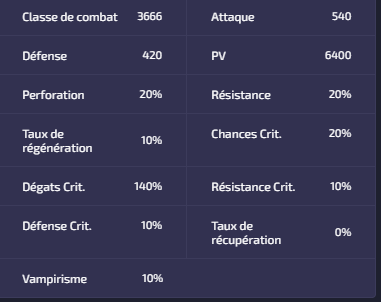 Classe de combat 3666 Attaque 540
Défense 420 PV 6400
Perforation 20% Résistance 20%
Taux de
régénération 10% Chances Crit. 20%
Dégats Crit. 140% Résistance Crit. 10%
Défense Crit. 10% Taux de
récupération 0%
Vampirisme 10%